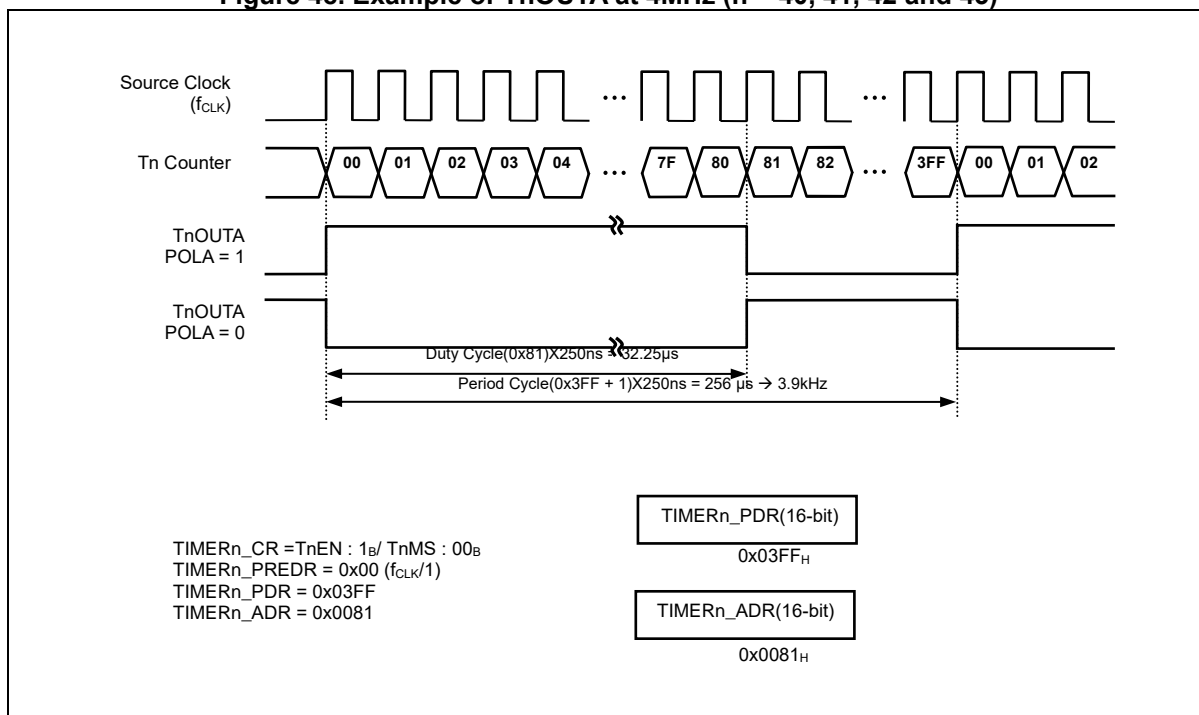 Source Clock
(fCLK)
Tn Counter
00 01 02 03 04 ... 7F 80 81 82 ... 3FF 00 01 02
TnOUTA
POLA = 1
TnOUTA
POLA = 0
Duty Cycle(0x81)X250ns = 32.25µs
Period Cycle(0x3FF + 1)X250ns = 256 µs → 3.9kHz
TIMERn_PDR(16-bit)
0x03FFH
TIMERn_CR =TnEN : 1B/ TnMS : 00B
TIMERn_PREDR = 0x00 (fCLK/1)
TIMERn_PDR = 0x03FF
TIMERn_ADR = 0x0081
TIMERn_ADR(16-bit)
0x0081H